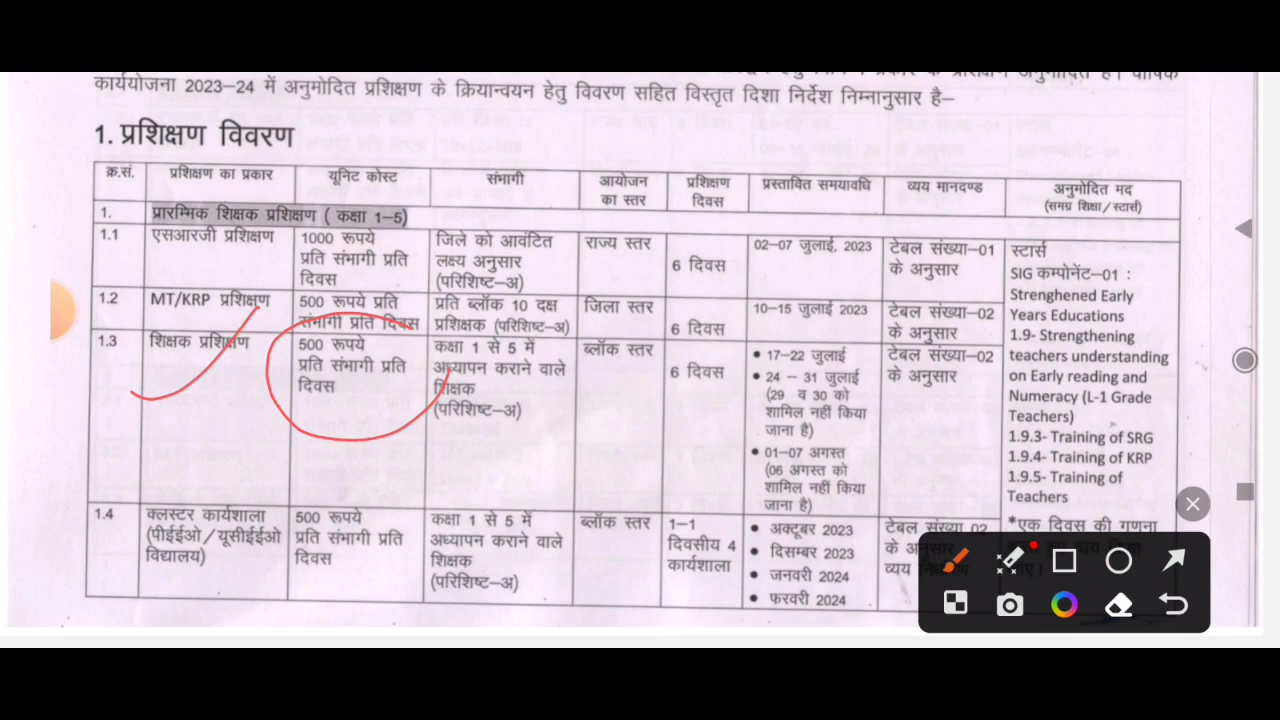 कार्ययोजना 2023–24 में अनुमोदित प्रशिक्षण के क्रियान्वयन हेतु विवरण सहित विस्तृत दिशा निर्देश निम्नानुसार है–
1. प्रशिक्षण विवरण
क्र.सं. प्रशिक्षण का प्रकार यूनिट कोस्ट संभागी आयोजन का स्तर प्रशिक्षण दिवस प्रस्तावित समयावधि व्यय मानदण्ड अनुमोदित मद (समग्र शिक्षा/स्टार्स)
1. प्रारम्भिक शिक्षक प्रशिक्षण ( कक्षा 1–5)
1.1 एसआरजी प्रशिक्षण
1000 रूपये
प्रति संभागी प्रति
दिवस
जिले को आवंटित
लक्ष्य अनुसार
(परिशिष्ट–अ)
राज्य स्तर
6 दिवस
02–07 जुलाई, 2023
टेबल संख्या–01
के अनुसार
1.2 MT/KRP प्रशिक्षण
500 रूपये प्रति
संभागी प्रति दिवस
प्रति ब्लॉक 10 दक्ष
प्रशिक्षक (परिशिष्ट–अ)
जिला स्तर
6 दिवस
10–15 जुलाई 2023
टेबल संख्या–02
के अनुसार
1.3 शिक्षक प्रशिक्षण
500 रूपये
प्रति संभागी प्रति
दिवस
कक्षा 1 से 5 में
अध्यापन कराने वाले
शिक्षक
(परिशिष्ट–अ)
ब्लॉक स्तर
6 दिवस
• 17–22 जुलाई
• 24 – 31 जुलाई
(29 व 30 को
शामिल नहीं किया
जाना है)
• 01–07 अगस्त
(06 अगस्त को
शामिल नहीं किया
जाना है)
टेबल संख्या–02
के अनुसार
स्टार्स
SIG कम्पोनेंट–01 :
Strenghened Early
Years Educations
1.9- Strengthening
teachers understanding
on Early reading and
Numeracy (L-1 Grade
Teachers)
1.9.3- Training of SRG
1.9.4- Training of KRP
1.9.5- Training of
Teachers
*एक दिवस की गणना
1.4 क्लस्टर कार्यशाला
(पीईईओ/यूसीईईओ
विद्यालय)
500 रूपये
प्रति संभागी प्रति
दिवस
कक्षा 1 से 5 में
अध्यापन कराने वाले
शिक्षक
(परिशिष्ट–अ)
ब्लॉक स्तर
1–1
दिवसीय 4
कार्यशाला
• अक्टूबर 2023
• दिसम्बर 2023
• जनवरी 2024
• फरवरी 2024
टेबल संख्या 02
के अनुसार
व्यय